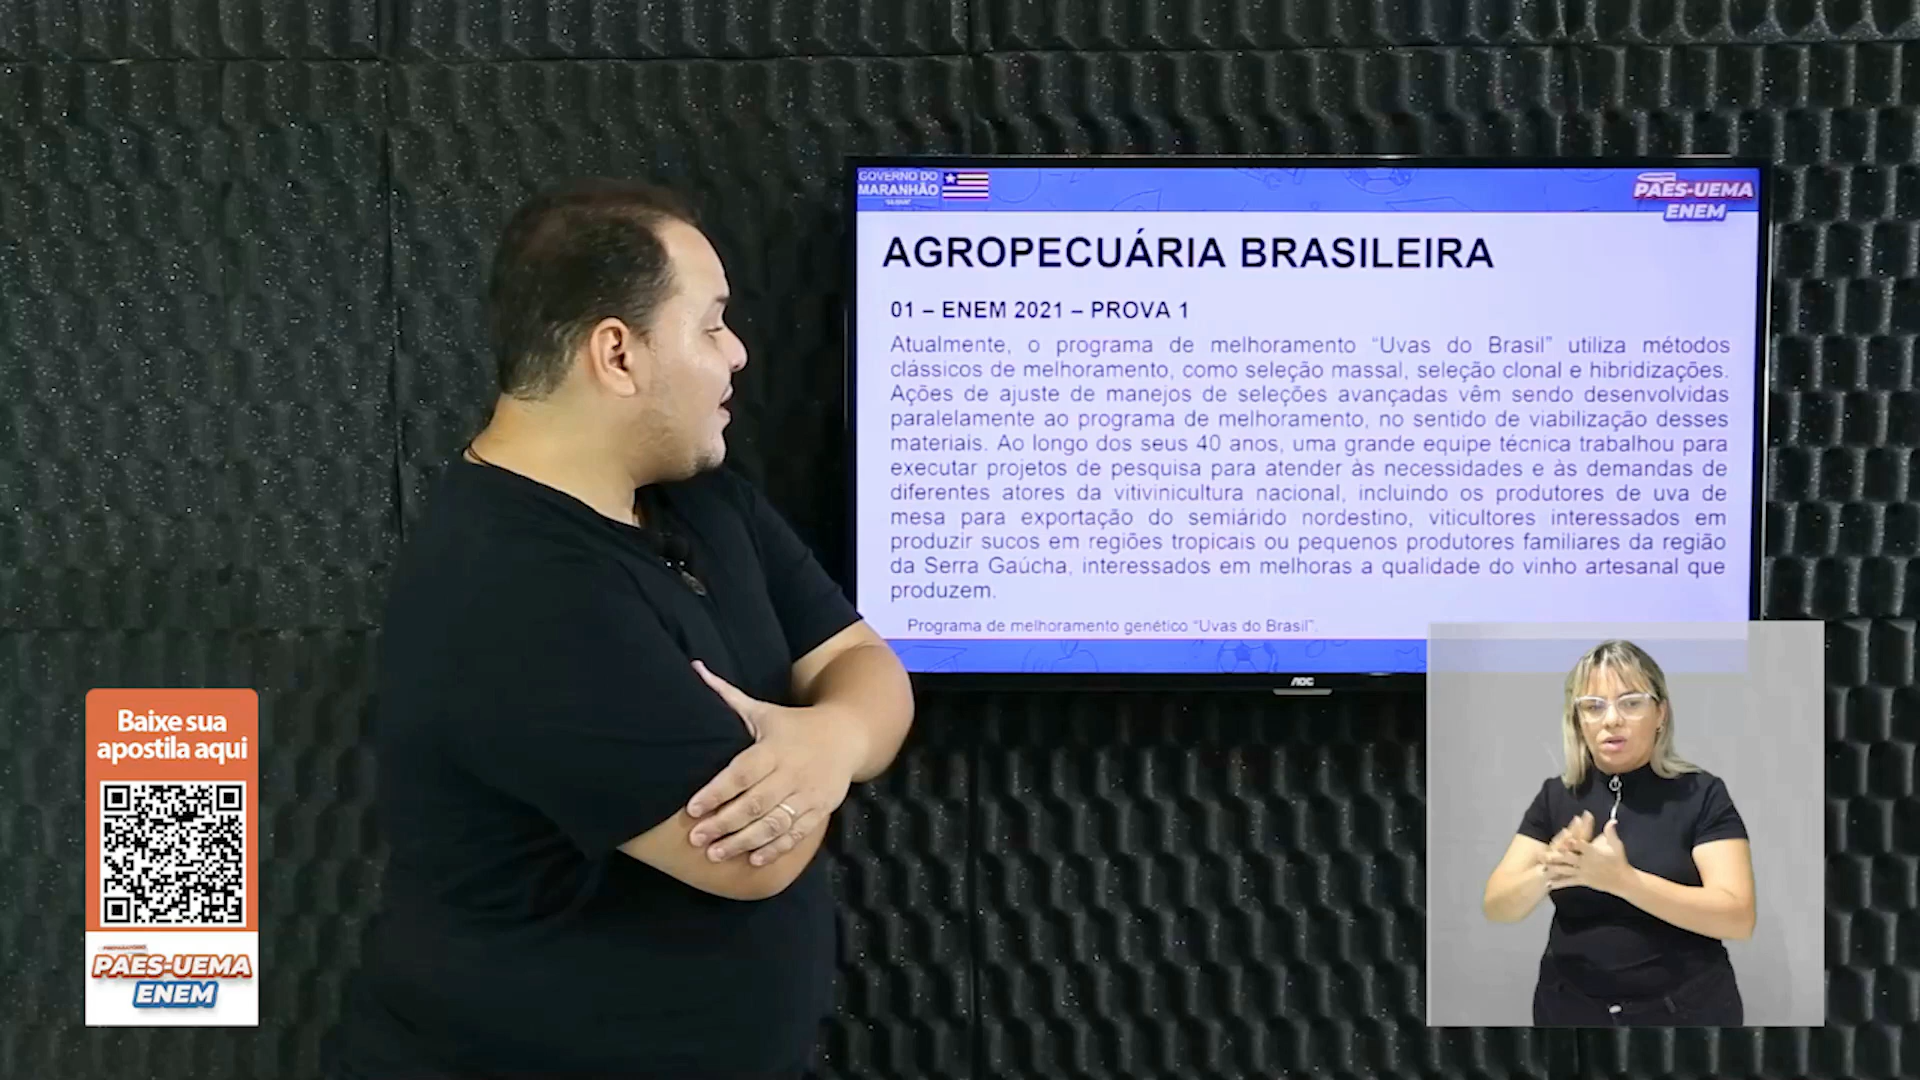 GOVERNO DO
MARANHÃO
PAES-UEMA
ENEM
AGROPECUÁRIA BRASILEIRA
01 – ENEM 2021 – PROVA 1
Atualmente, o programa de melhoramento “Uvas do Brasil” utiliza métodos
clássicos de melhoramento, como seleção massal, seleção clonal e hibridizações.
Ações de ajuste de manejos de seleções avançadas vêm sendo desenvolvidas
paralelamente ao programa de melhoramento, no sentido de viabilização desses
materiais. Ao longo dos seus 40 anos, uma grande equipe técnica trabalhou para
executar projetos de pesquisa para atender às necessidades e às demandas de
diferentes atores da vitivinicultura nacional, incluindo os produtores de uva de
mesa para exportação do semiárido nordestino, viticultores interessados em
produzir sucos em regiões tropicais ou pequenos produtores familiares da região
da Serra Gaúcha, interessados em melhoras a qualidade do vinho artesanal que
produzem.
Programa de melhoramento genético “Uvas do Brasil”.
AOC
Baixe sua
apostila aqui
PREPARATÓRIO
PAES-UEMA
ENEM